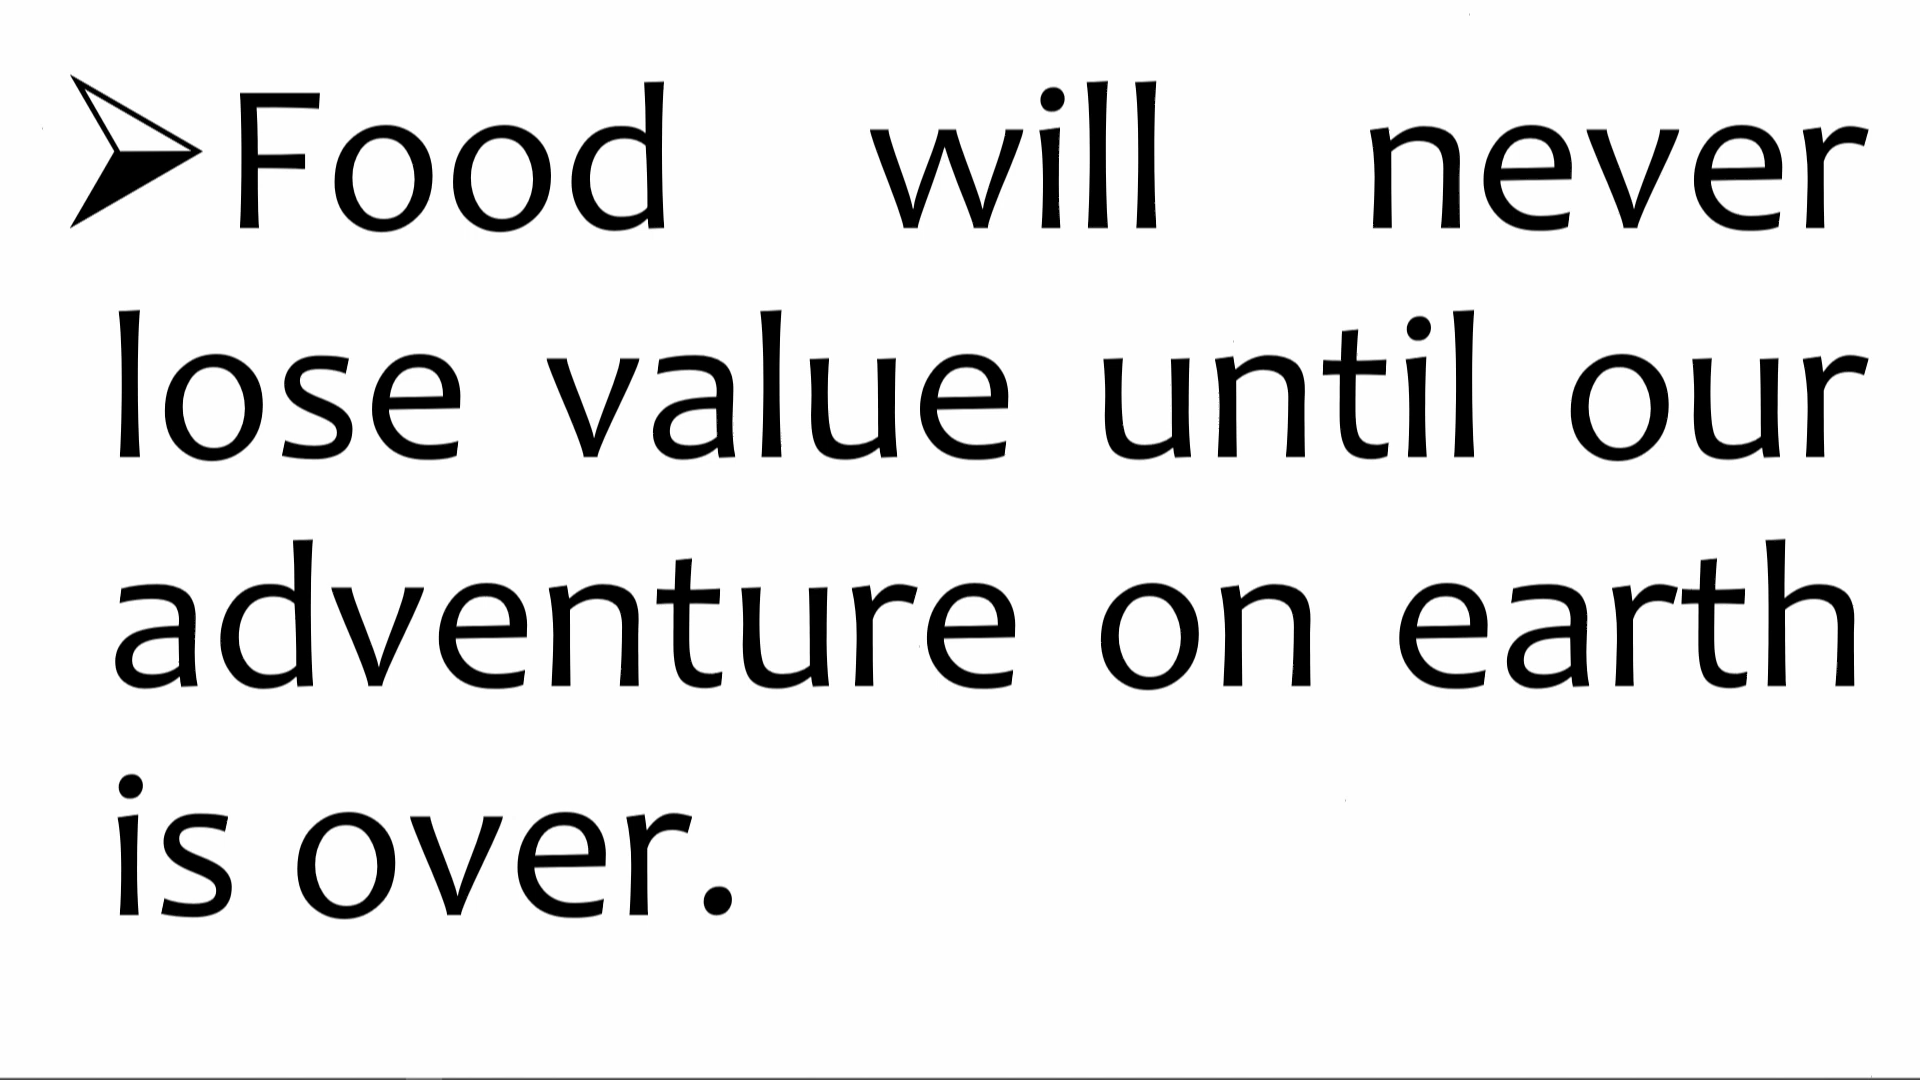 ➢Food will never
lose value until our
adventure on earth
is over.